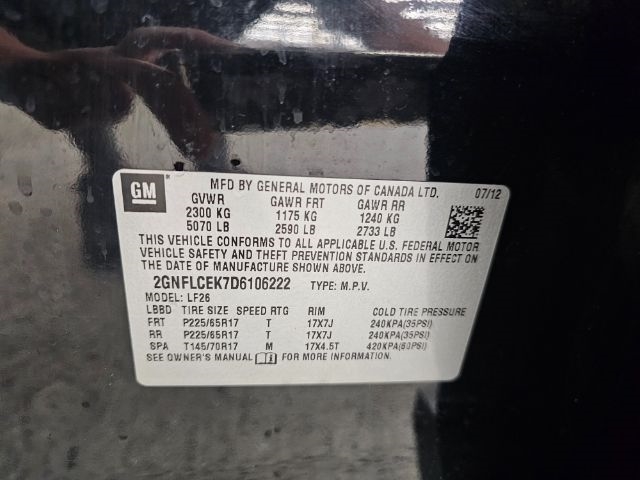 GM
MFD BY GENERAL MOTORS OF CANADA LTD. 07/12
GVWR GAWR FRT GAWR RR
2300 KG 1175 KG 1240 KG
5070 LB 2590 LB 2733 LB
THIS VEHICLE CONFORMS TO ALL APPLICABLE U.S. FEDERAL MOTOR
VEHICLE SAFETY AND THEFT PREVENTION STANDARDS IN EFFECT ON
THE DATE OF MANUFACTURE SHOWN ABOVE.
2GNFLCEK7D6106222 TYPE: M.P.V.
MODEL: LF26
LBBD TIRE SIZE SPEED RTG RIM COLD TIRE PRESSURE
FRT P225/65R17 T 17X7J 240KPA(35PSI)
RR P225/65R17 T 17X7J 240KPA(35PSI)
SPA T145/70R17 M 17X4.5T 420KPA(60PSI)
SEE OWNER'S MANUAL FOR MORE INFORMATION.